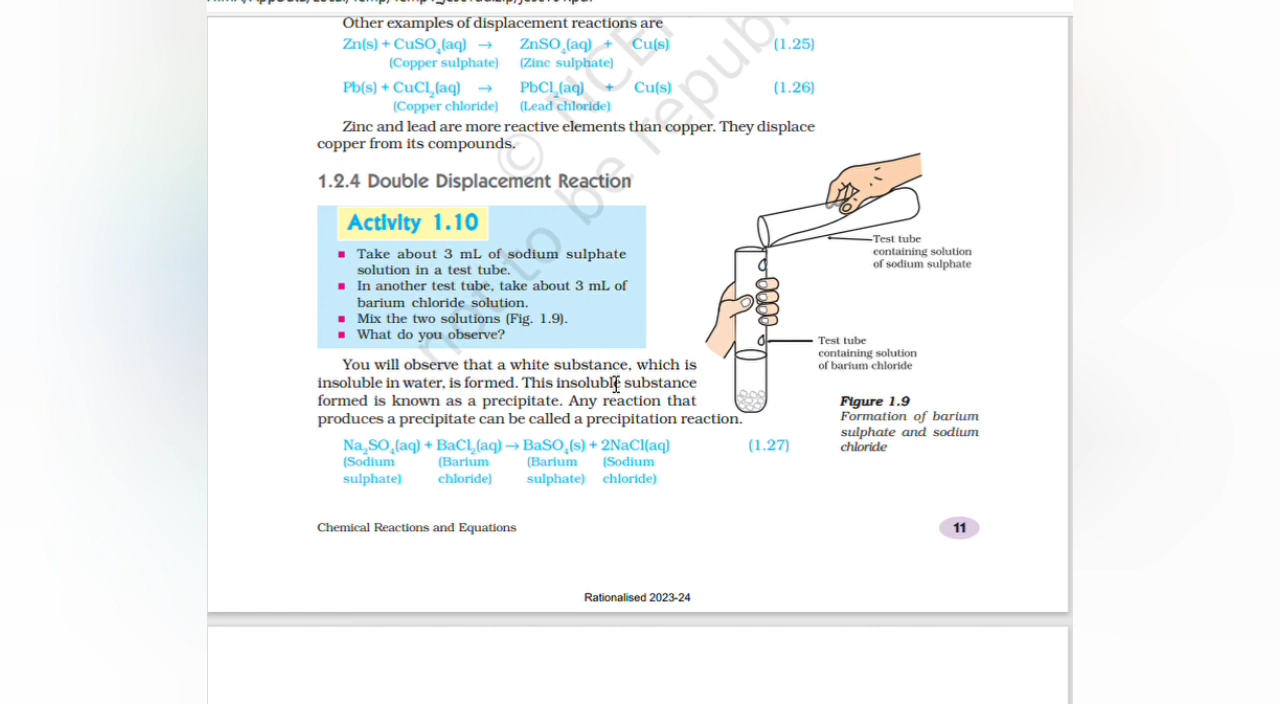 Other examples of displacement reactions are
Zn(s) + CuSO₄(aq) → ZnSO₄(aq) + Cu(s) (1.25)
(Copper sulphate) (Zinc sulphate)
Pb(s) + CuCl₂(aq) → PbCl₂(aq) + Cu(s) (1.26)
(Copper chloride) (Lead chloride)
Zinc and lead are more reactive elements than copper. They displace
copper from its compounds.
1.2.4 Double Displacement Reaction
Activity 1.10
■ Take about 3 mL of sodium sulphate
solution in a test tube.
■ In another test tube, take about 3 mL of
barium chloride solution.
■ Mix the two solutions (Fig. 1.9).
■ What do you observe?
Test tube
containing solution
of sodium sulphate
Test tube
containing solution
of barium chloride
Figure 1.9
Formation of barium
sulphate and sodium
chloride
You will observe that a white substance, which is
insoluble in water, is formed. This insoluble substance
formed is known as a precipitate. Any reaction that
produces a precipitate can be called a precipitation reaction.
Na₂SO₄(aq) + BaCl₂(aq) → BaSO₄(s) + 2NaCl(aq) (1.27)
(Sodium (Barium (Barium (Sodium
sulphate) chloride) sulphate) chloride)
Chemical Reactions and Equations
11
Rationalised 2023-24
© NCE
not to be republ